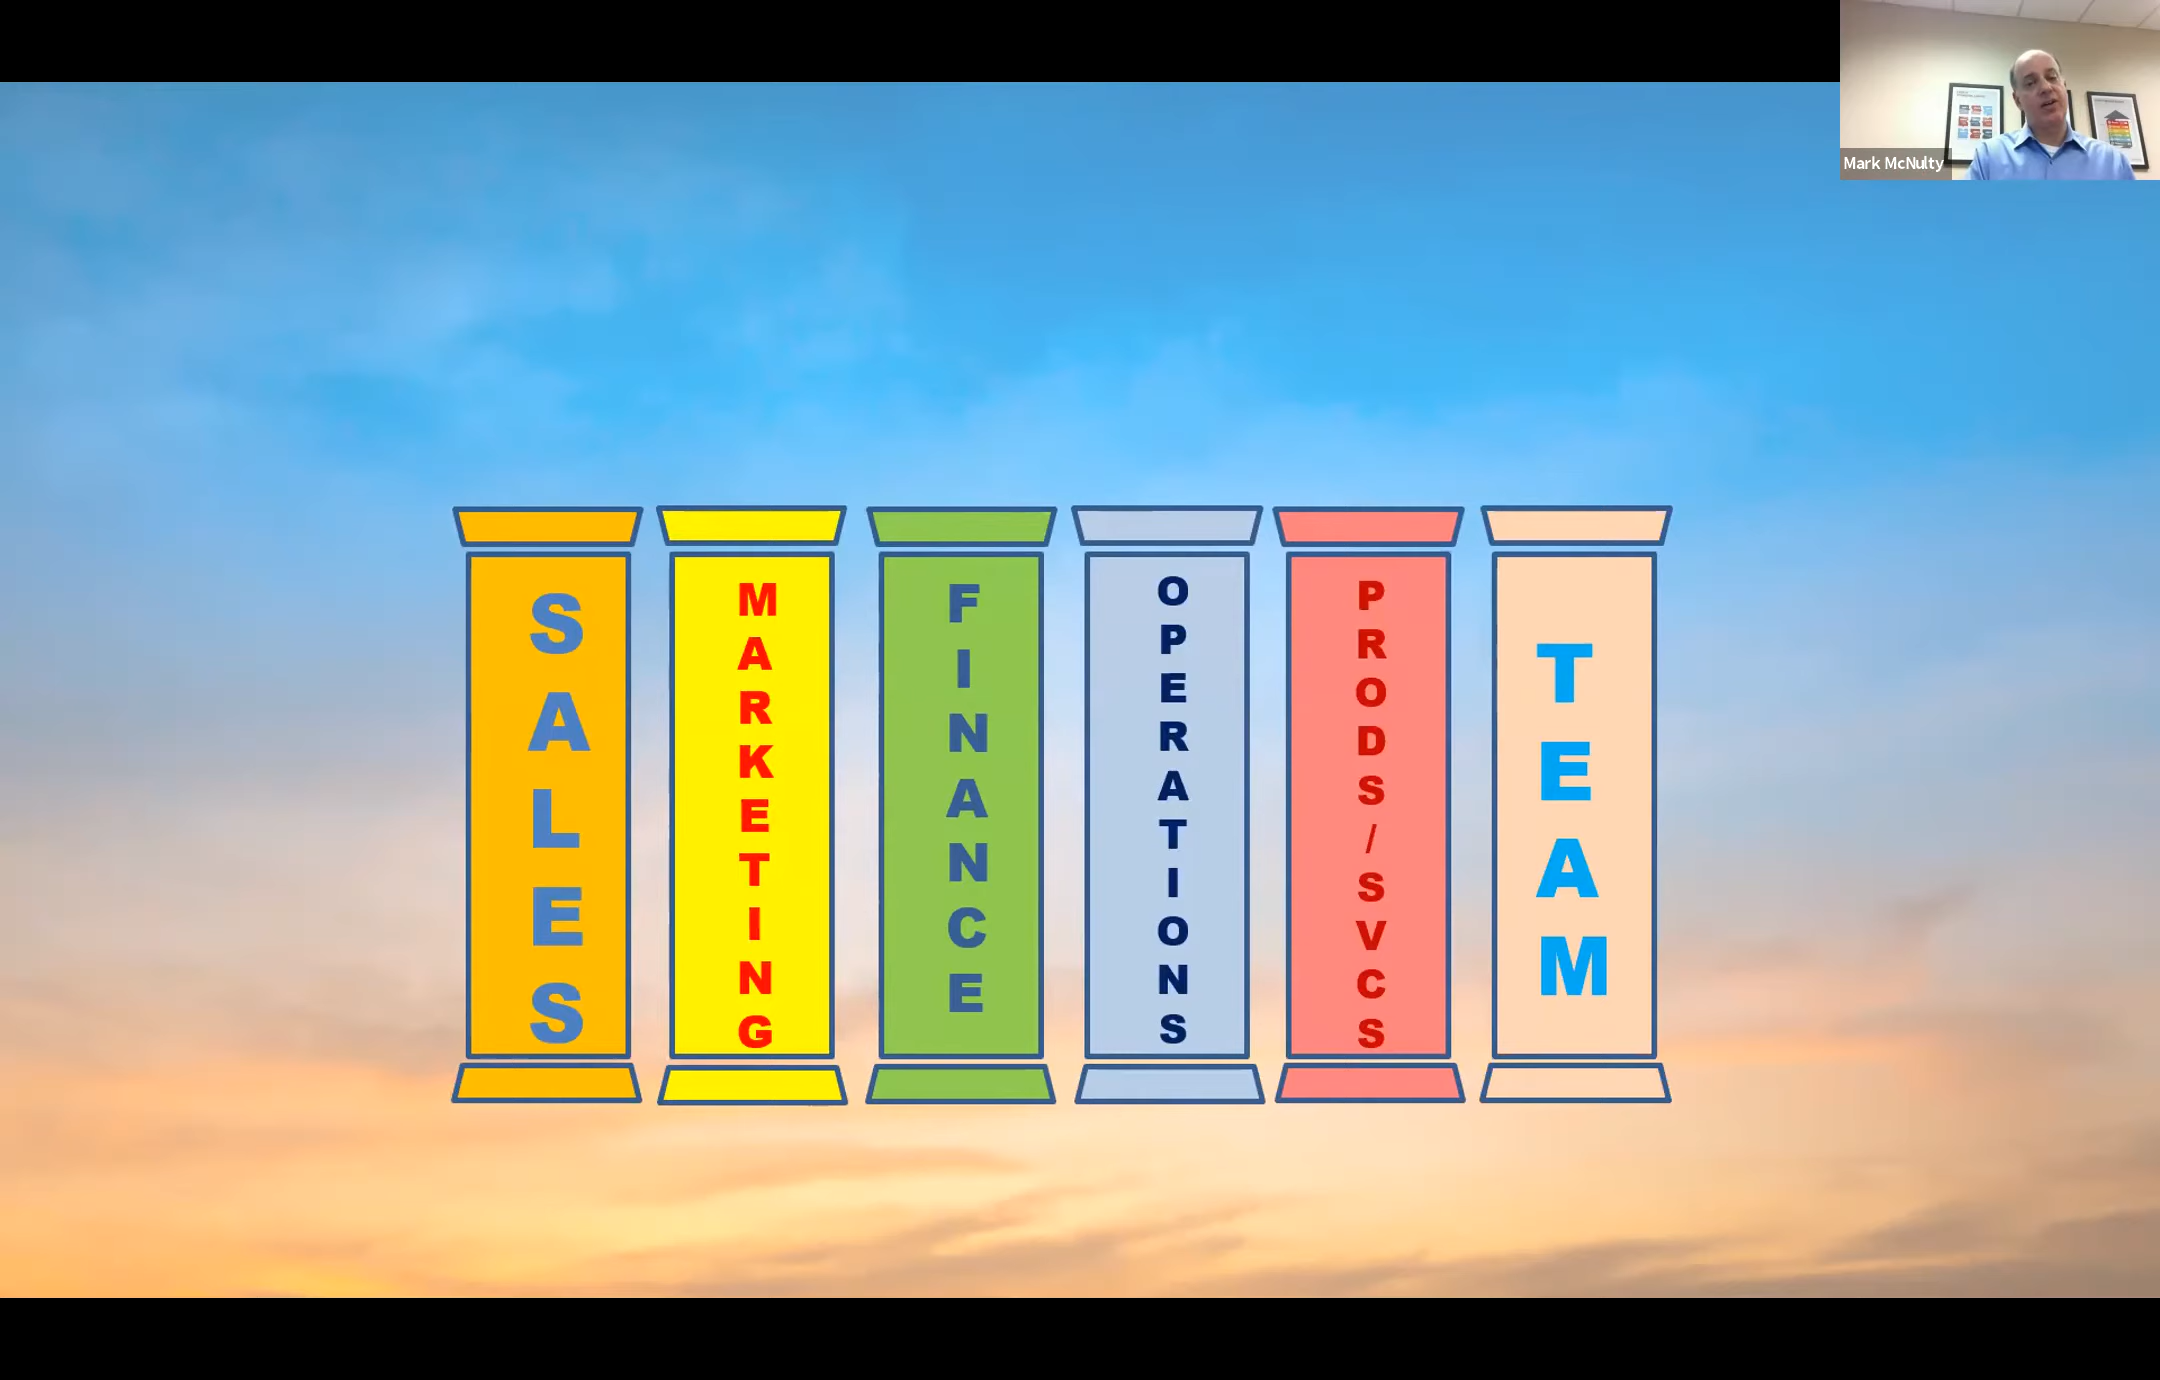 Mark McNulty
SALES
MARKETING
FINANCE
OPERATIONS
PRODS/SVCS
TEAM